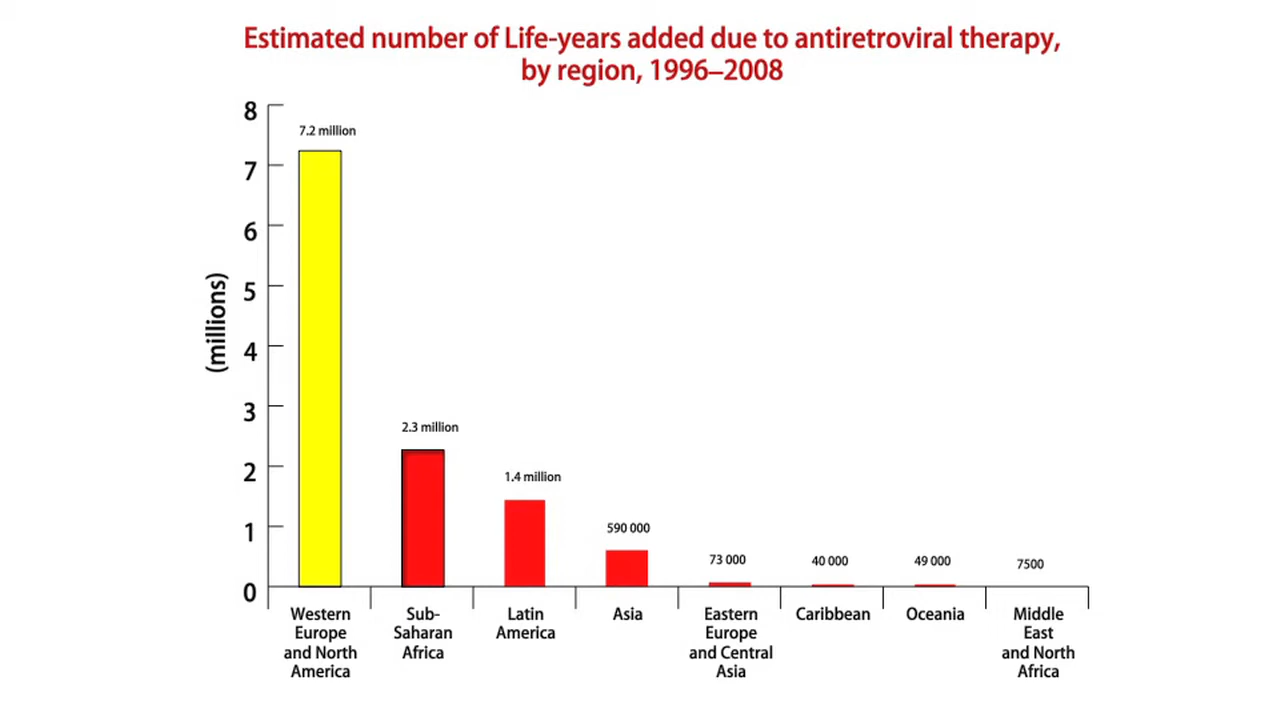 Estimated number of Life-years added due to antiretroviral therapy,
by region, 1996–2008
(millions)
8
7
6
5
4
3
2
1
0
7.2 million
2.3 million
1.4 million
590 000
73 000
40 000
49 000
7500
Western
Europe
and North
America
Sub-
Saharan
Africa
Latin
America
Asia
Eastern
Europe
and Central
Asia
Caribbean
Oceania
Middle
East
and North
Africa